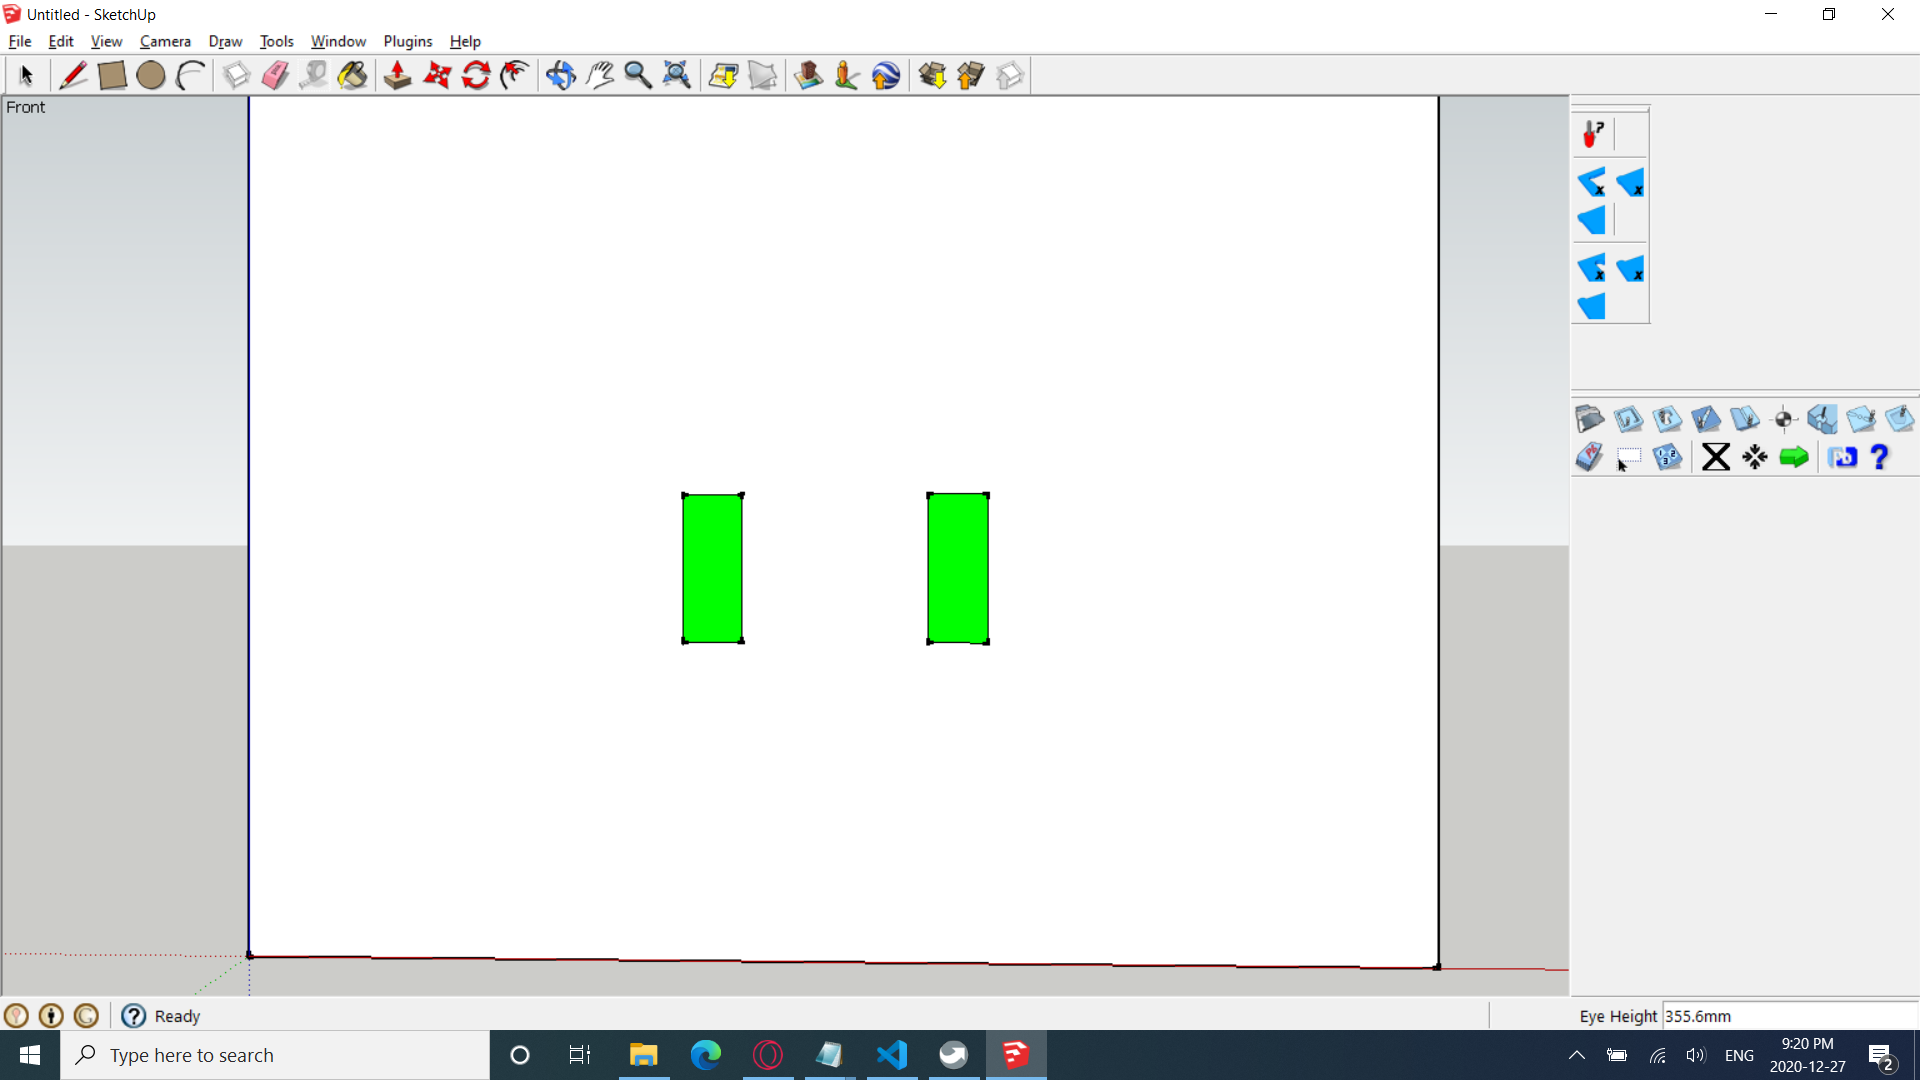 Untitled - SketchUp
File Edit View Camera Draw Tools Window Plugins Help
Front
Ready
Eye Height 355.6mm
Type here to search
ENG
9:20 PM
2020-12-27
2